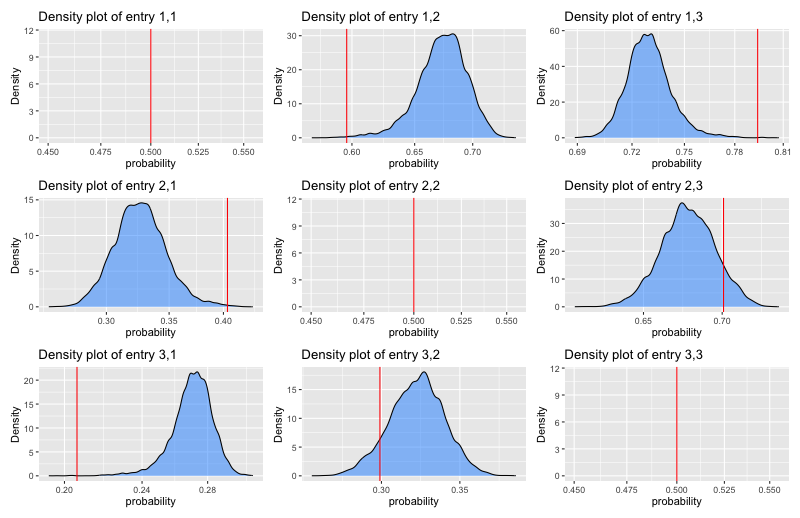 Density plot of entry 1,1
Density
12
9
6
3
0
0.450 0.475 0.500 0.525 0.550
probability
Density plot of entry 1,2
Density
30
20
10
0
0.60 0.65 0.70
probability
Density plot of entry 1,3
Density
60
40
20
0
0.69 0.72 0.75 0.78 0.81
probability
Density plot of entry 2,1
Density
15
10
5
0
0.30 0.35 0.40
probability
Density plot of entry 2,2
Density
12
9
6
3
0
0.450 0.475 0.500 0.525 0.550
probability
Density plot of entry 2,3
Density
30
20
10
0
0.65 0.70
probability
Density plot of entry 3,1
Density
20
15
10
5
0
0.20 0.24 0.28
probability
Density plot of entry 3,2
Density
15
10
5
0
0.30 0.35
probability
Density plot of entry 3,3
Density
12
9
6
3
0
0.450 0.475 0.500 0.525 0.550
probability